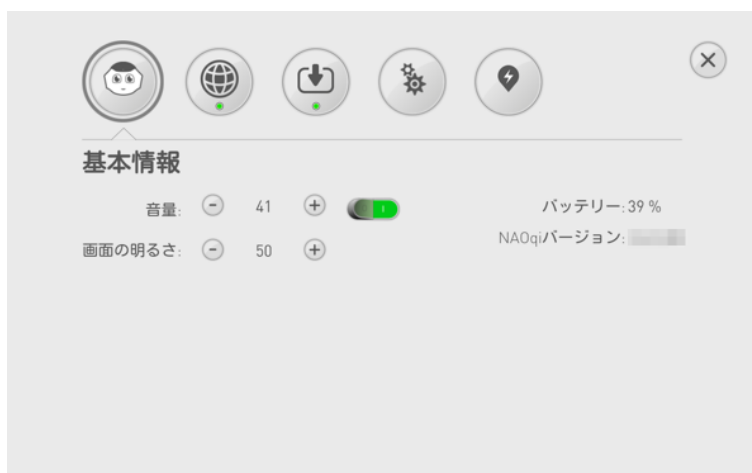 基本情報
音量: - 41 +
バッテリー: 39 %
画面の明るさ: - 50 +
NAOqiバージョン: